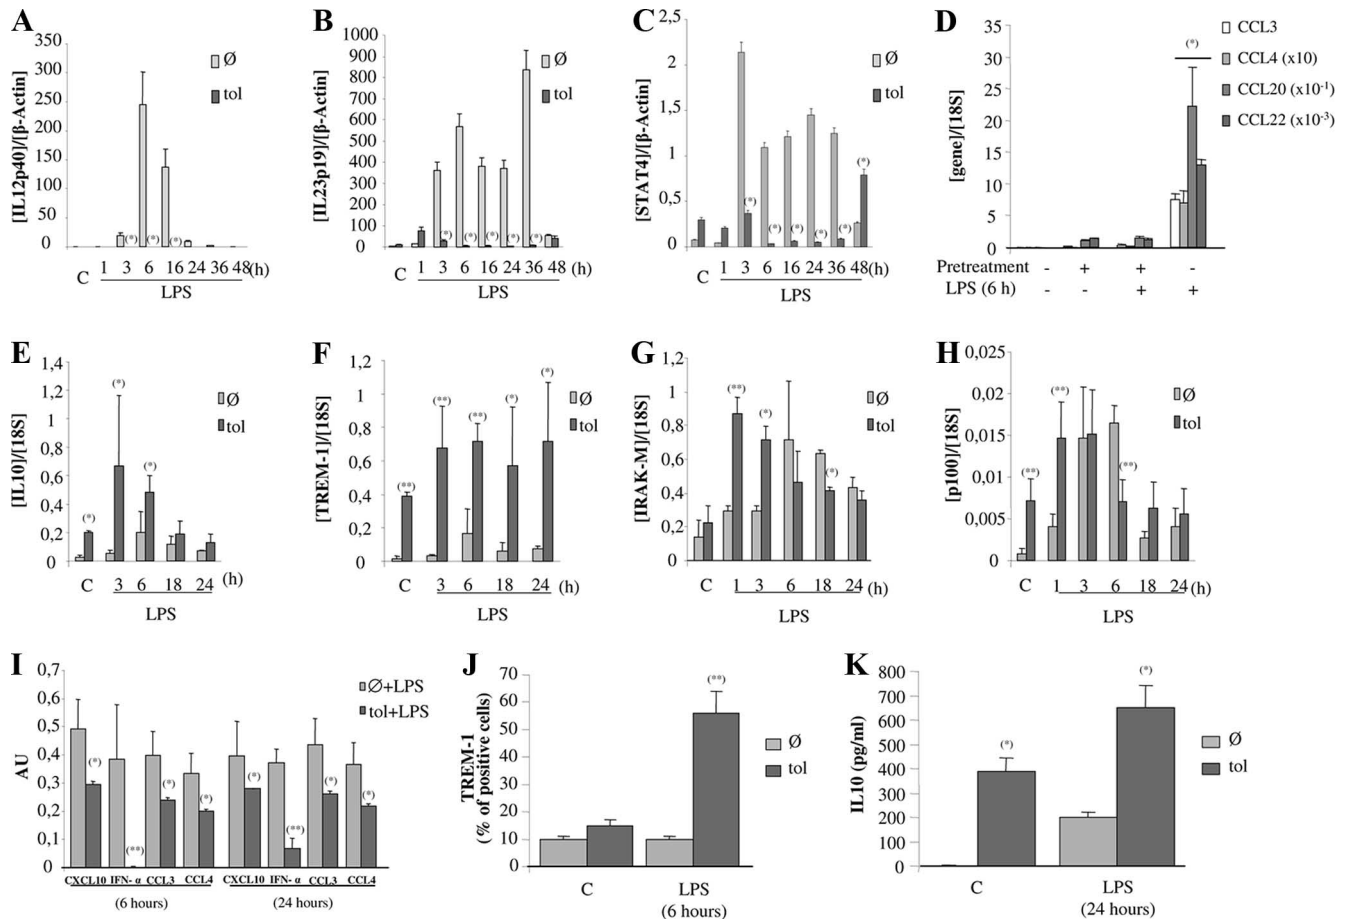 A
[IL12p40]/[β-Actin]
350
300
250
200
150
100
50
0
Ø
tol
(*) (*) (*)
C 1 3 6 16 24 36 48 (h)
LPS
B
[IL23p19]/[β-Actin]
1000
900
800
700
600
500
400
300
200
100
0
Ø
tol
(*) (*) (*) (*) (*)
C 1 3 6 16 24 36 48 (h)
LPS
C
[STAT4]/[β-Actin]
2,5
2
1,5
1
0,5
0
Ø
tol
(*) (*) (*) (*) (*) (*)
C 1 3 6 16 24 36 48 (h)
LPS
D
[gene]/[18S]
35
30
25
20
15
10
5
0
(*)
CCL3
CCL4 (x10)
CCL20 (x10-1)
CCL22 (x10-3)
Pretreatment - + + -
LPS (6 h) - - + +
E
[IL10]/[18S]
1,4
1,2
1
0,8
0,6
0,4
0,2
0
Ø
tol
(*) (*) (*)
C 3 6 18 24 (h)
LPS
F
[TREM-1]/[18S]
1,2
1
0,8
0,6
0,4
0,2
0
Ø
tol
(**) (**) (**) (*) (*)
C 3 6 18 24 (h)
LPS
G
[IRAK-M]/[18S]
1,2
1
0,8
0,6
0,4
0,2
0
Ø
tol
(**) (*) (*)
C 1 3 6 18 24 (h)
LPS
H
[p100]/[18S]
0,025
0,02
0,015
0,01
0,005
0
Ø
tol
(**) (**) (**)
C 1 3 6 18 24 (h)
LPS
I
AU
0,7
0,6
0,5
0,4
0,3
0,2
0,1
0
Ø+LPS
tol+LPS
(*) (**) (*) (*) (*) (**) (*) (*)
CXCL10 IFN- α CCL3 CCL4 CXCL10 IFN- α CCL3 CCL4
(6 hours) (24 hours)
J
TREM-1
(% of positive cells)
70
60
50
40
30
20
10
0
(**)
Ø
tol
C LPS
(6 hours)
K
IL10 (pg/ml)
800
700
600
500
400
300
200
100
0
(*) (*)
Ø
tol
C LPS
(24 hours)